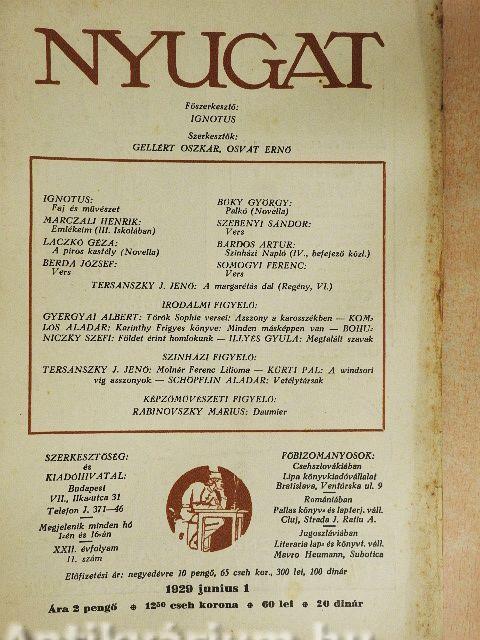 NYUGAT
Főszerkesztő:
IGNOTUS
Szerkesztők:
GELLÉRT OSZKÁR, OSVÁT ERNŐ
IGNOTUS:
Faj és művészet
MARCZALI HENRIK:
Emlékeim (III. Iskolában)
LACZKÓ GÉZA:
A piros kastély (Novella)
BERDA JÓZSEF:
Vers
BÖKY GYÖRGY:
Palkó (Novella)
SZEBENYI SÁNDOR:
Vers
BÁRDOS ARTUR:
Színházi Napló (IV., befejező közl.)
SOMOGYI FERENC:
Vers
TERSÁNSZKY J. JENŐ: A margarétás dal (Regény, VI.)
IRODALMI FIGYELŐ:
GYERGYAI ALBERT: Török Sophie versei: Asszony a karosszékben — KOM-
LÓS ALADÁR: Karinthy Frigyes könyve: Minden másképpen van — BOHU-
NICZKY SZEFI: Földet érint homlokunk — ILLYÉS GYULA: Megtalált szavak
SZINHÁZI FIGYELŐ:
TERSÁNSZKY J. JENŐ: Molnár Ferenc Lilioma — KÜRTI PÁL: A windsori
víg asszonyok — SCHÖPFLIN ALADÁR: Vetélytársak
KÉPZŐMŰVÉSZETI FIGYELŐ:
RABINOVSZKY MÁRIUS: Daumier
SZERKESZTŐSÉG:
és
KIADÓHIVATAL:
Budapest
VII., Ilka-utca 31
Telefon J. 371—46
Megjelenik minden hó
1-én és 16-án
XXII. évfolyam
11. szám
FŐBIZOMÁNYOSOK:
Csehszlovákiában
Lipa könyvkiadóvállalat
Bratislava, Ventúrska ul. 9
Romániában
Pallas könyv- és lapterj. váll.
Cluj, Strada J. Ratiu A.
Jugoszláviában
Literaria lap- és könyvt. váll.
Mavro Heumann, Subotica
Előfizetési ár: negyedévre 10 pengő, 65 cseh kor., 300 lei, 100 dinár
1929 junius 1
Ára 2 pengő ✦ 12⁵⁰ cseh korona ✦ 60 lei ✦ 20 dinár
Antikvárium.hu